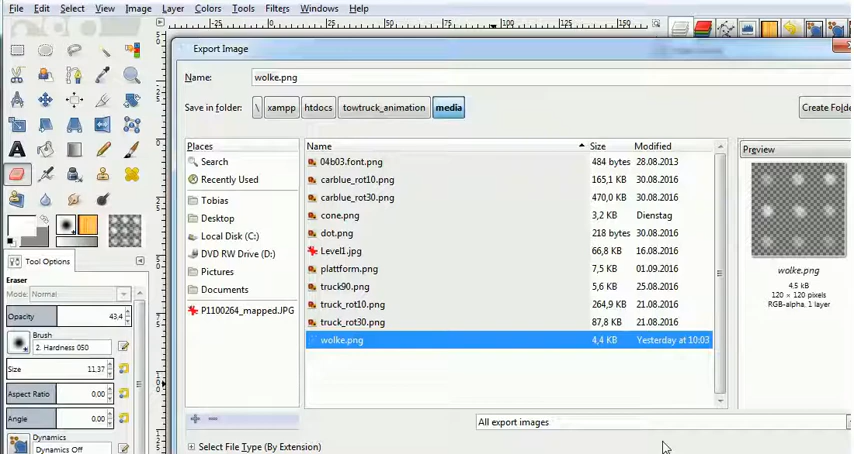 File Edit Select View Image Layer Colors Tools Filters Windows Help
-50 0 50 100 150
Export Image
Name: wolke.png
Save in folder: \ xampp htdocs towtruck_animation media Create Folde
Places Name Size Modified Preview
Search 04b03.font.png 484 bytes 28.08.2013
Recently Used carblue_rot10.png 165,1 KB 30.08.2016
carblue_rot30.png 470,0 KB 21.08.2016
Tobias cone.png 3,2 KB Dienstag
Desktop dot.png 218 bytes 30.08.2016
Local Disk (C:) Level1.jpg 66,8 KB 16.08.2016
DVD RW Drive (D:) plattform.png 7,5 KB 01.09.2016
Pictures truck90.png 5,6 KB 25.08.2016
Documents truck_rot10.png 264,9 KB 21.08.2016
P1100264_mapped.JPG truck_rot30.png 87,8 KB 21.08.2016
wolke.png 4,4 KB Yesterday at 10:03
wolke.png
4,5 KB
120 × 120 pixels
RGB-alpha, 1 layer
All export images
Select File Type (By Extension)
Tool Options
Eraser
Mode: Normal
Opacity 43.4
Brush
2. Hardness 050
Size 11.37
Aspect Ratio 0.00
Angle 0.00
Dynamics
Dynamics Off